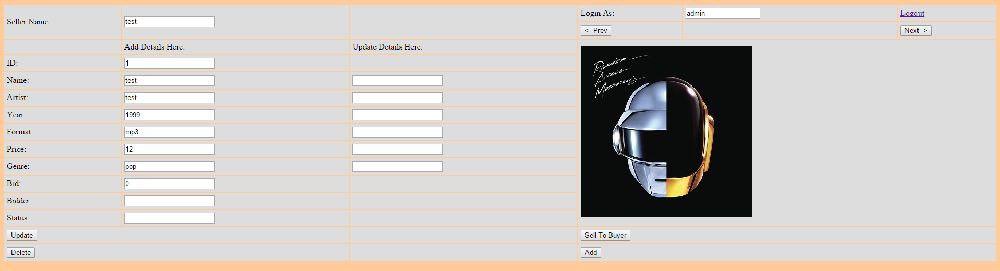 Seller Name: test
Login As: admin Logout
<- Prev Next ->
Add Details Here: Update Details Here:
ID: 1
Name: test
Artist: test
Year: 1999
Format: mp3
Price: 12
Genre: pop
Bid: 0
Bidder:
Status:
Random
Access
Memories
Update Sell To Buyer
Delete Add